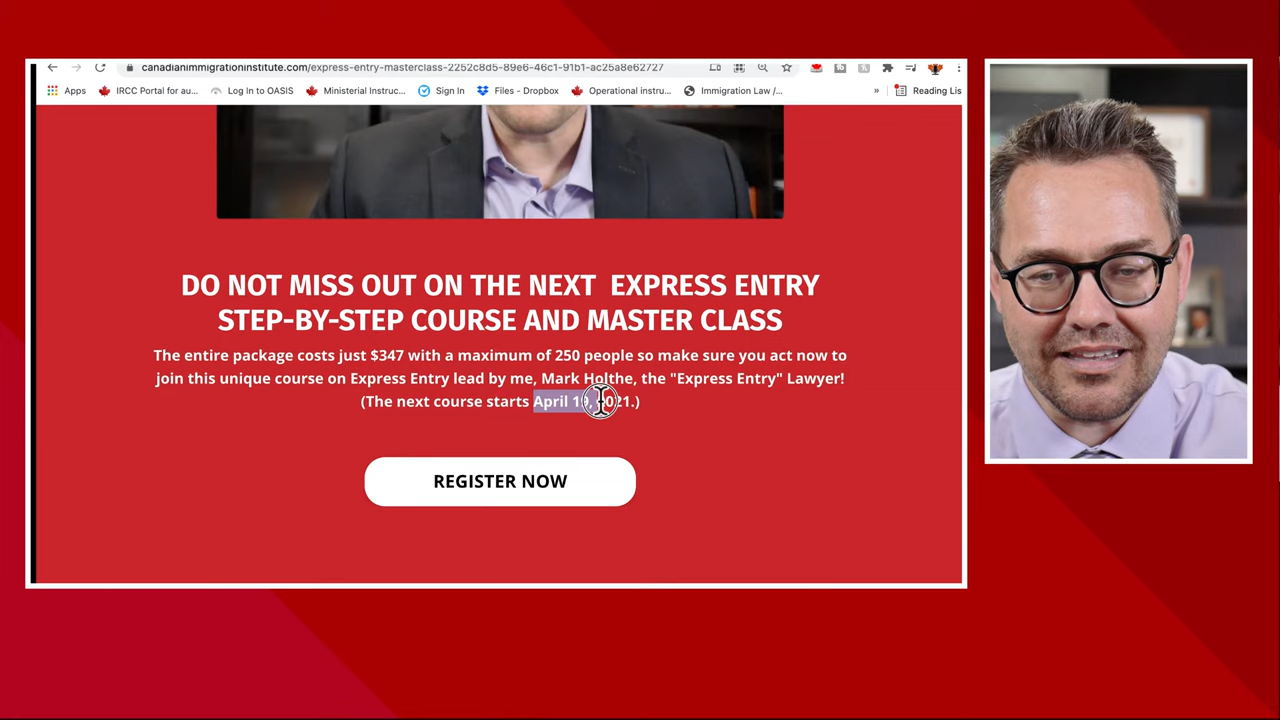 canadianimmigrationinstitute.com/express-entry-masterclass-2252c8d5-89e6-46c1-91b1-ac25a8e62727
Apps IRCC Portal for au... Log In to OASIS Ministerial Instruc... Sign In Files - Dropbox Operational instru... Immigration Law /... » Reading Lis
DO NOT MISS OUT ON THE NEXT EXPRESS ENTRY
STEP-BY-STEP COURSE AND MASTER CLASS
The entire package costs just $347 with a maximum of 250 people so make sure you act now to
join this unique course on Express Entry lead by me, Mark Holthe, the "Express Entry" Lawyer!
(The next course starts April 19, 2021.)
REGISTER NOW